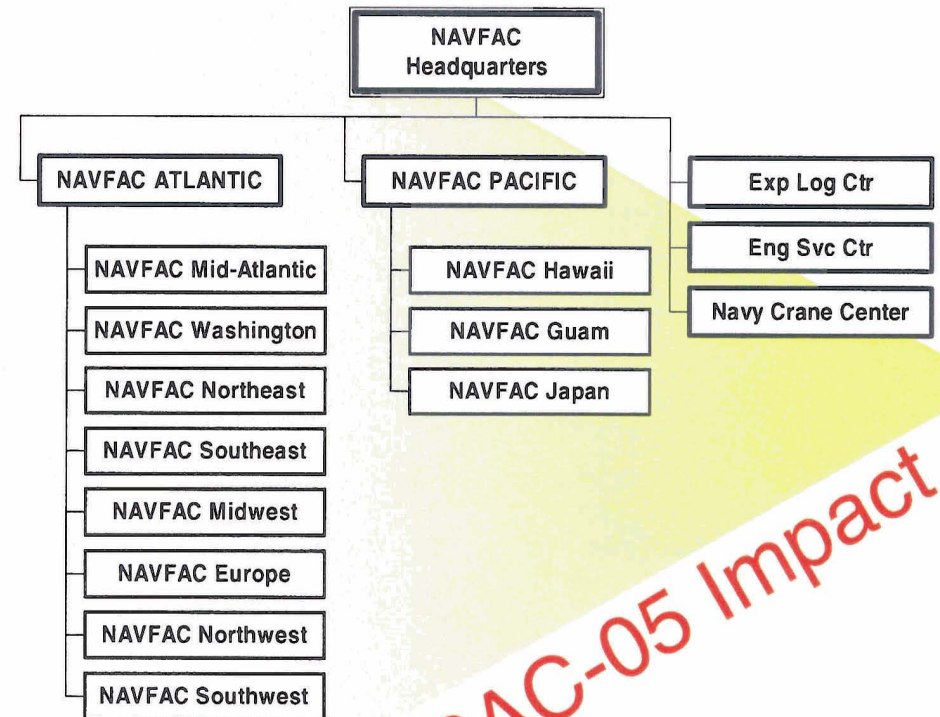 NAVFAC
Headquarters
NAVFAC ATLANTIC
NAVFAC Mid-Atlantic
NAVFAC Washington
NAVFAC Northeast
NAVFAC Southeast
NAVFAC Midwest
NAVFAC Europe
NAVFAC Northwest
NAVFAC Southwest
NAVFAC PACIFIC
NAVFAC Hawaii
NAVFAC Guam
NAVFAC Japan
Exp Log Ctr
Eng Svc Ctr
Navy Crane Center
Impact